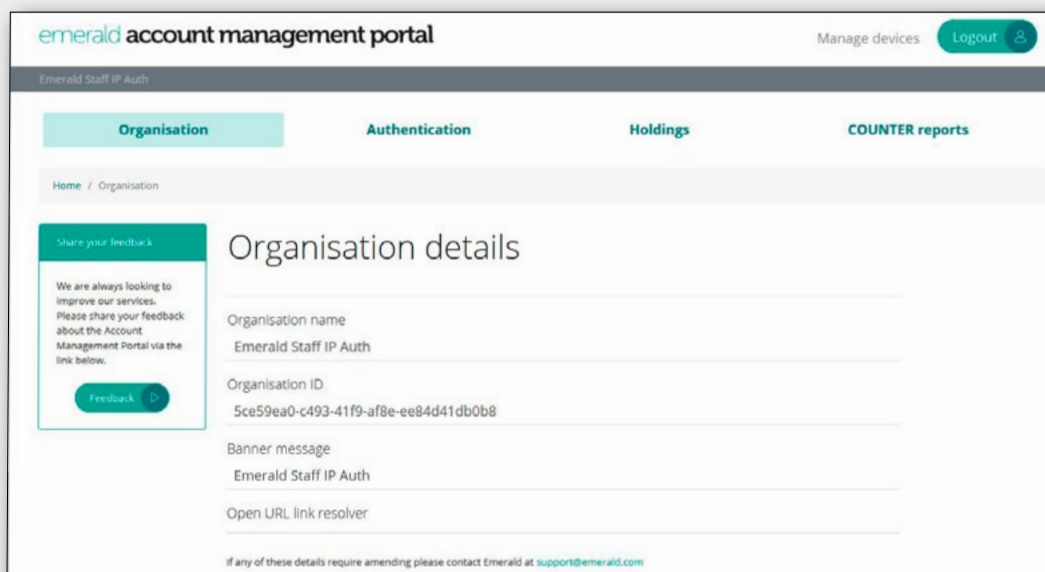 emerald account management portal
Manage devices
Logout
Emerald Staff IP Auth
Organisation
Authentication
Holdings
COUNTER reports
Home / Organisation
Share your feedback
We are always looking to
improve our services.
Please share your feedback
about the Account
Management Portal via the
link below.
Feedback
Organisation details
Organisation name
Emerald Staff IP Auth
Organisation ID
5ce59ea0-c493-41f9-af8e-ee84d41db0b8
Banner message
Emerald Staff IP Auth
Open URL link resolver
If any of these details require amending please contact Emerald at support@emerald.com